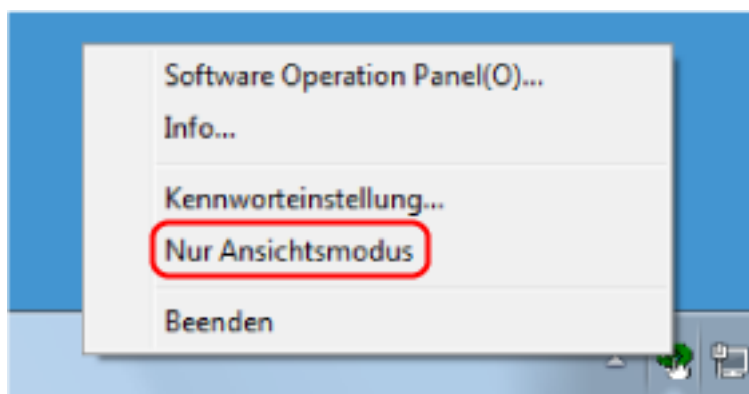 Software Operation Panel(O)...
Info...
Kennworteinstellung...
Nur Ansichtsmodus
Beenden